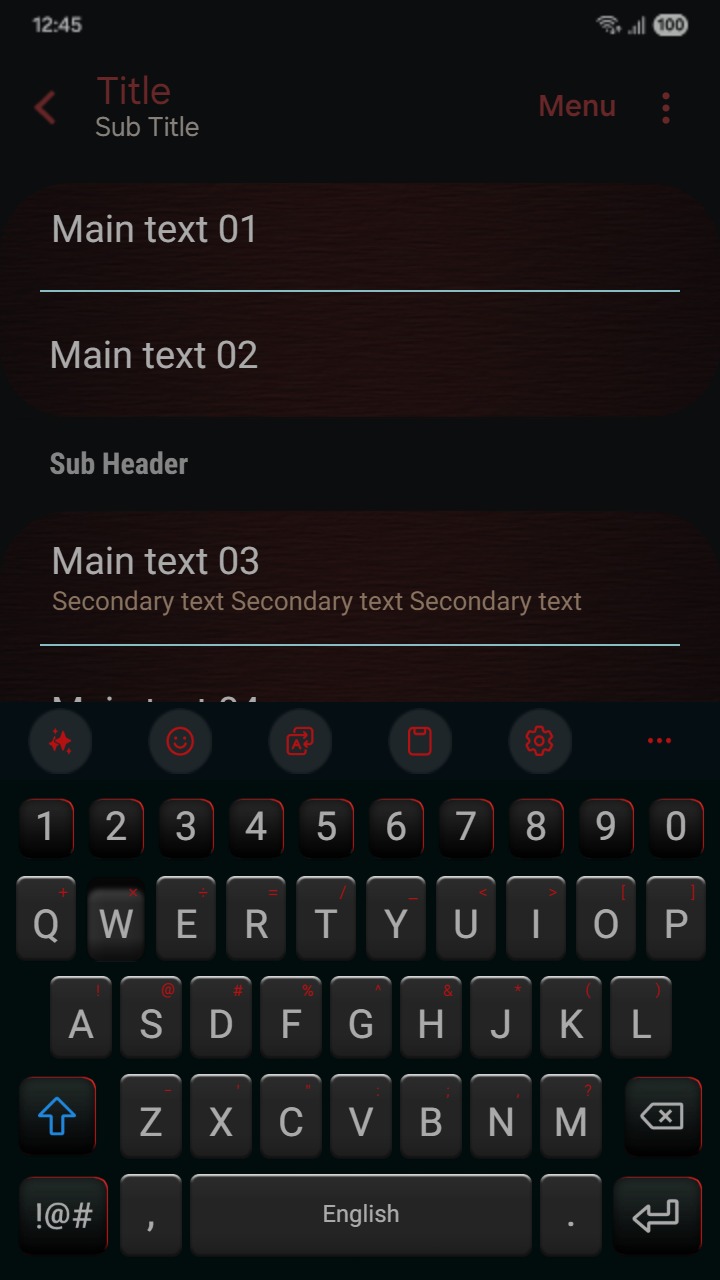 12:45
100
Title
Sub Title
Menu
Main text 01
Main text 02
Sub Header
Main text 03
Secondary text Secondary text Secondary text
1 2 3 4 5 6 7 8 9 0
+ × ÷ = / _ < > [ ]
Q W E R T Y U I O P
! @ # % ^ & * ( )
A S D F G H J K L
- ' " : ; , ?
Z X C V B N M
!@# , English .